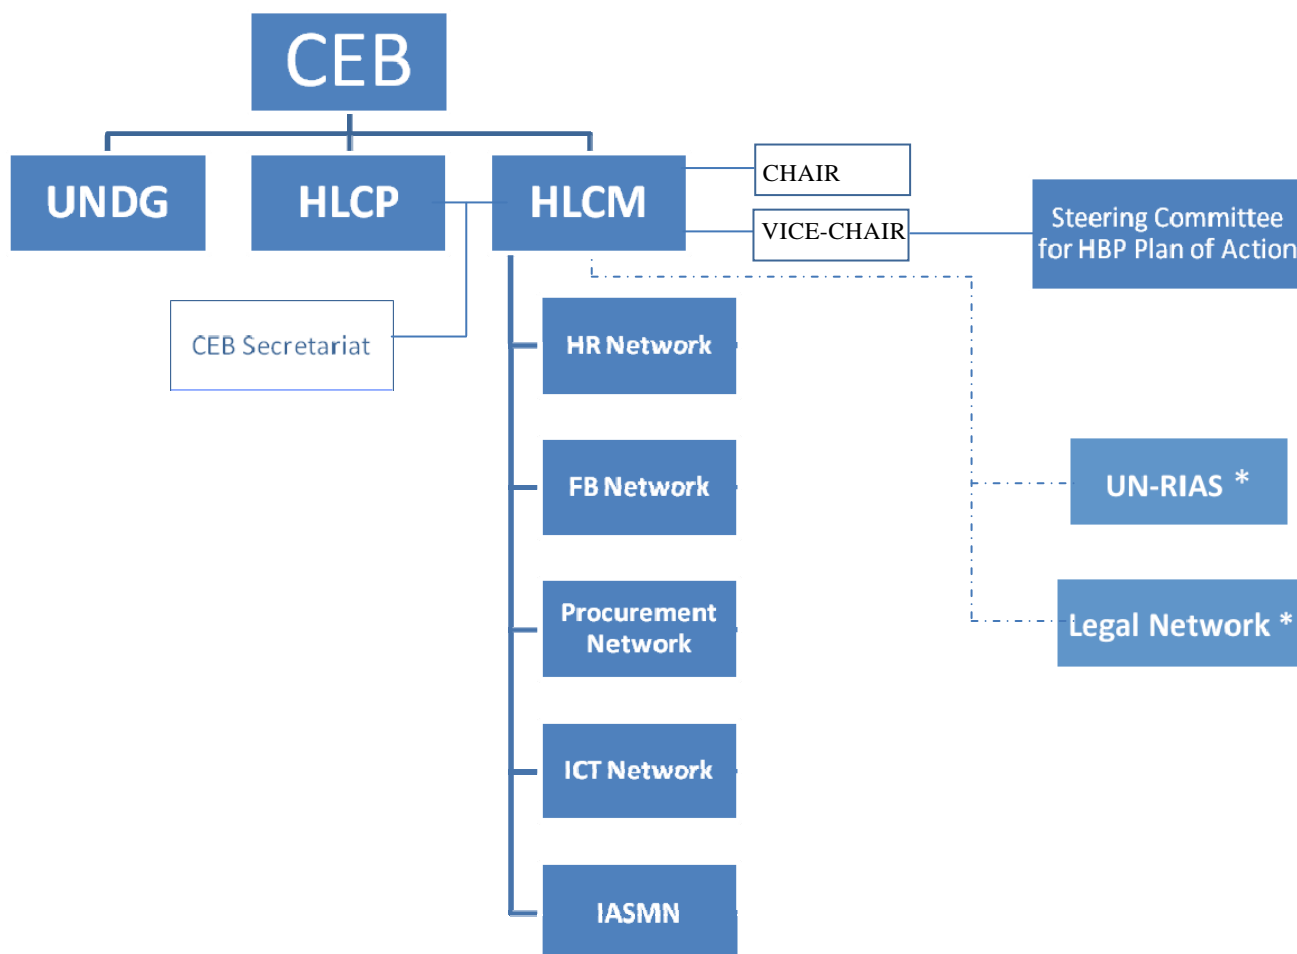 CEB
UNDG
HLCP
HLCM
CHAIR
VICE-CHAIR
Steering Committee
for HBP Plan of Action
CEB Secretariat
HR Network
FB Network
UN-RIAS *
Procurement
Network
Legal Network *
ICT Network
IASMN